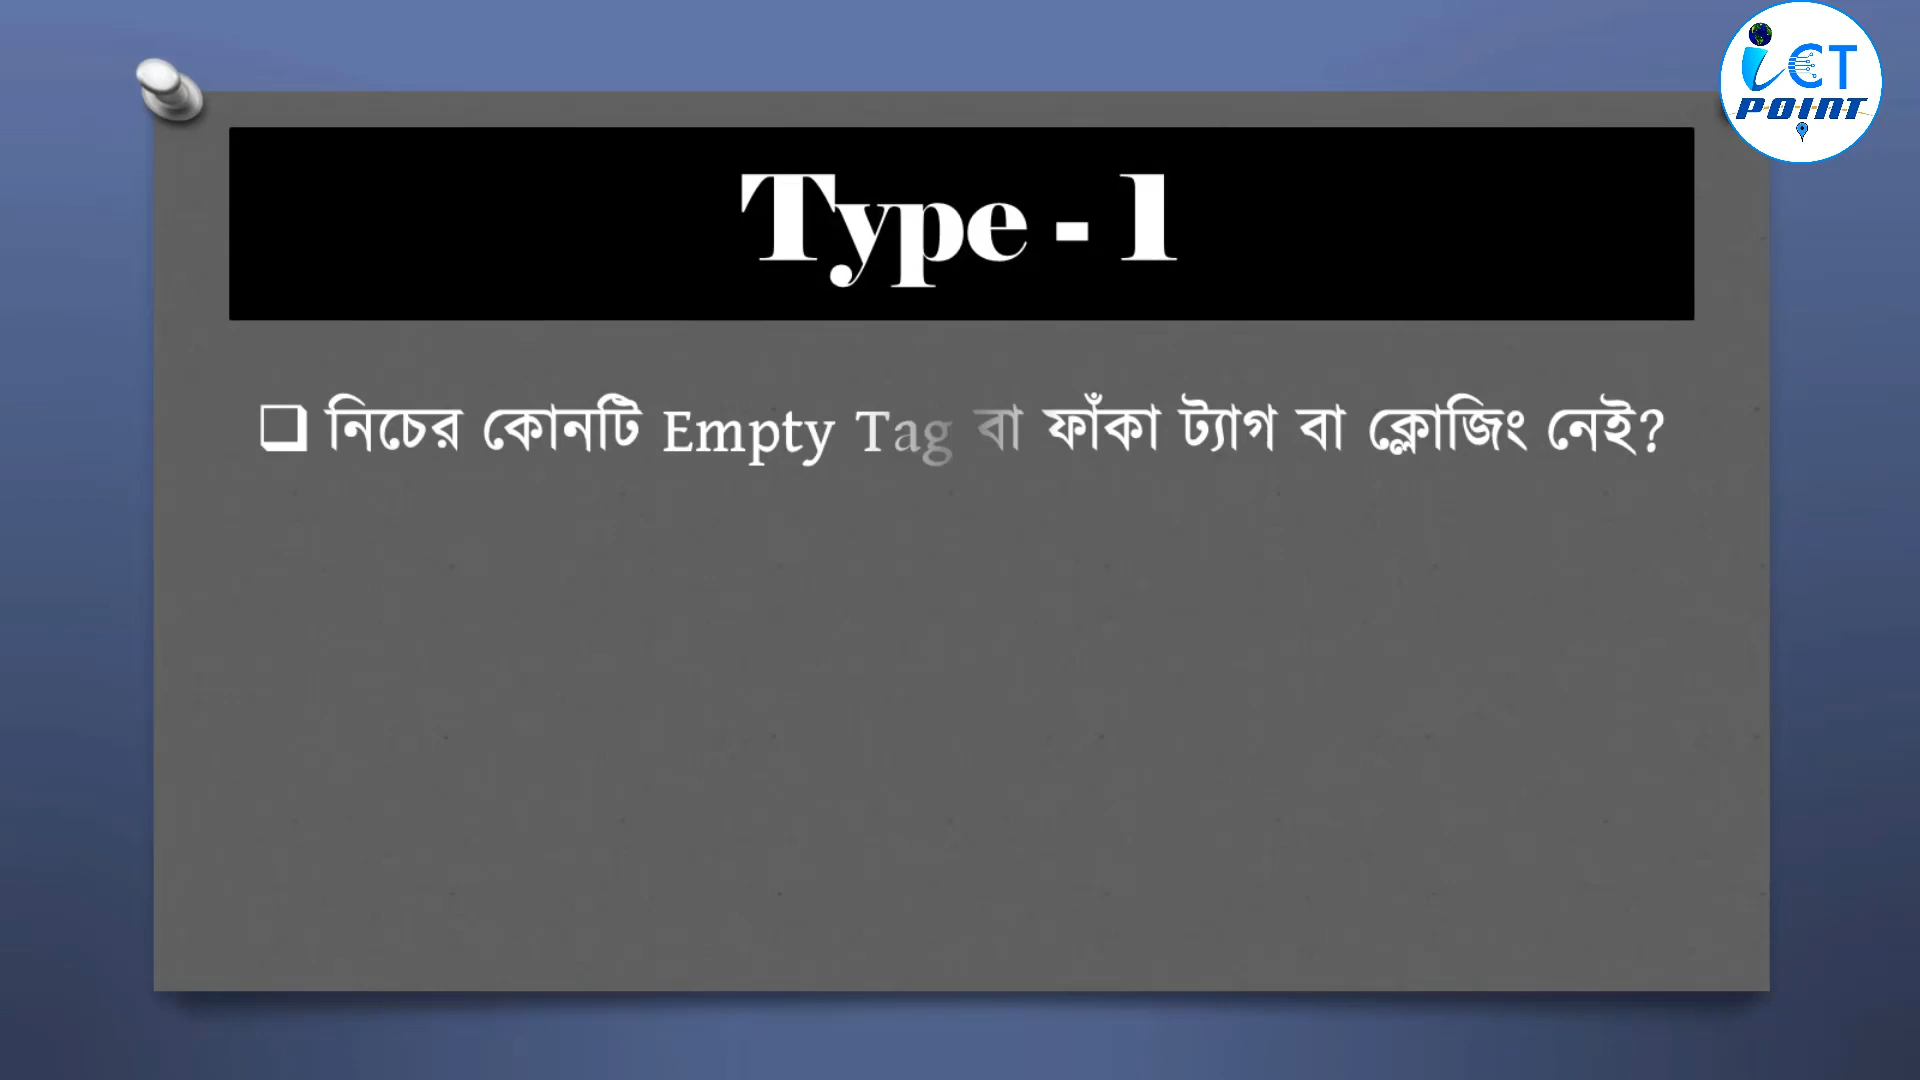 iCT
POINT
Type - 1
❑ নিচের কোনটি Empty Tag বা ফাঁকা ট্যাগ বা ক্লোজিং নেই?